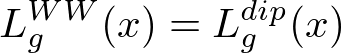 $L_g^{WW}(x) = L_g^{dip}(x)$